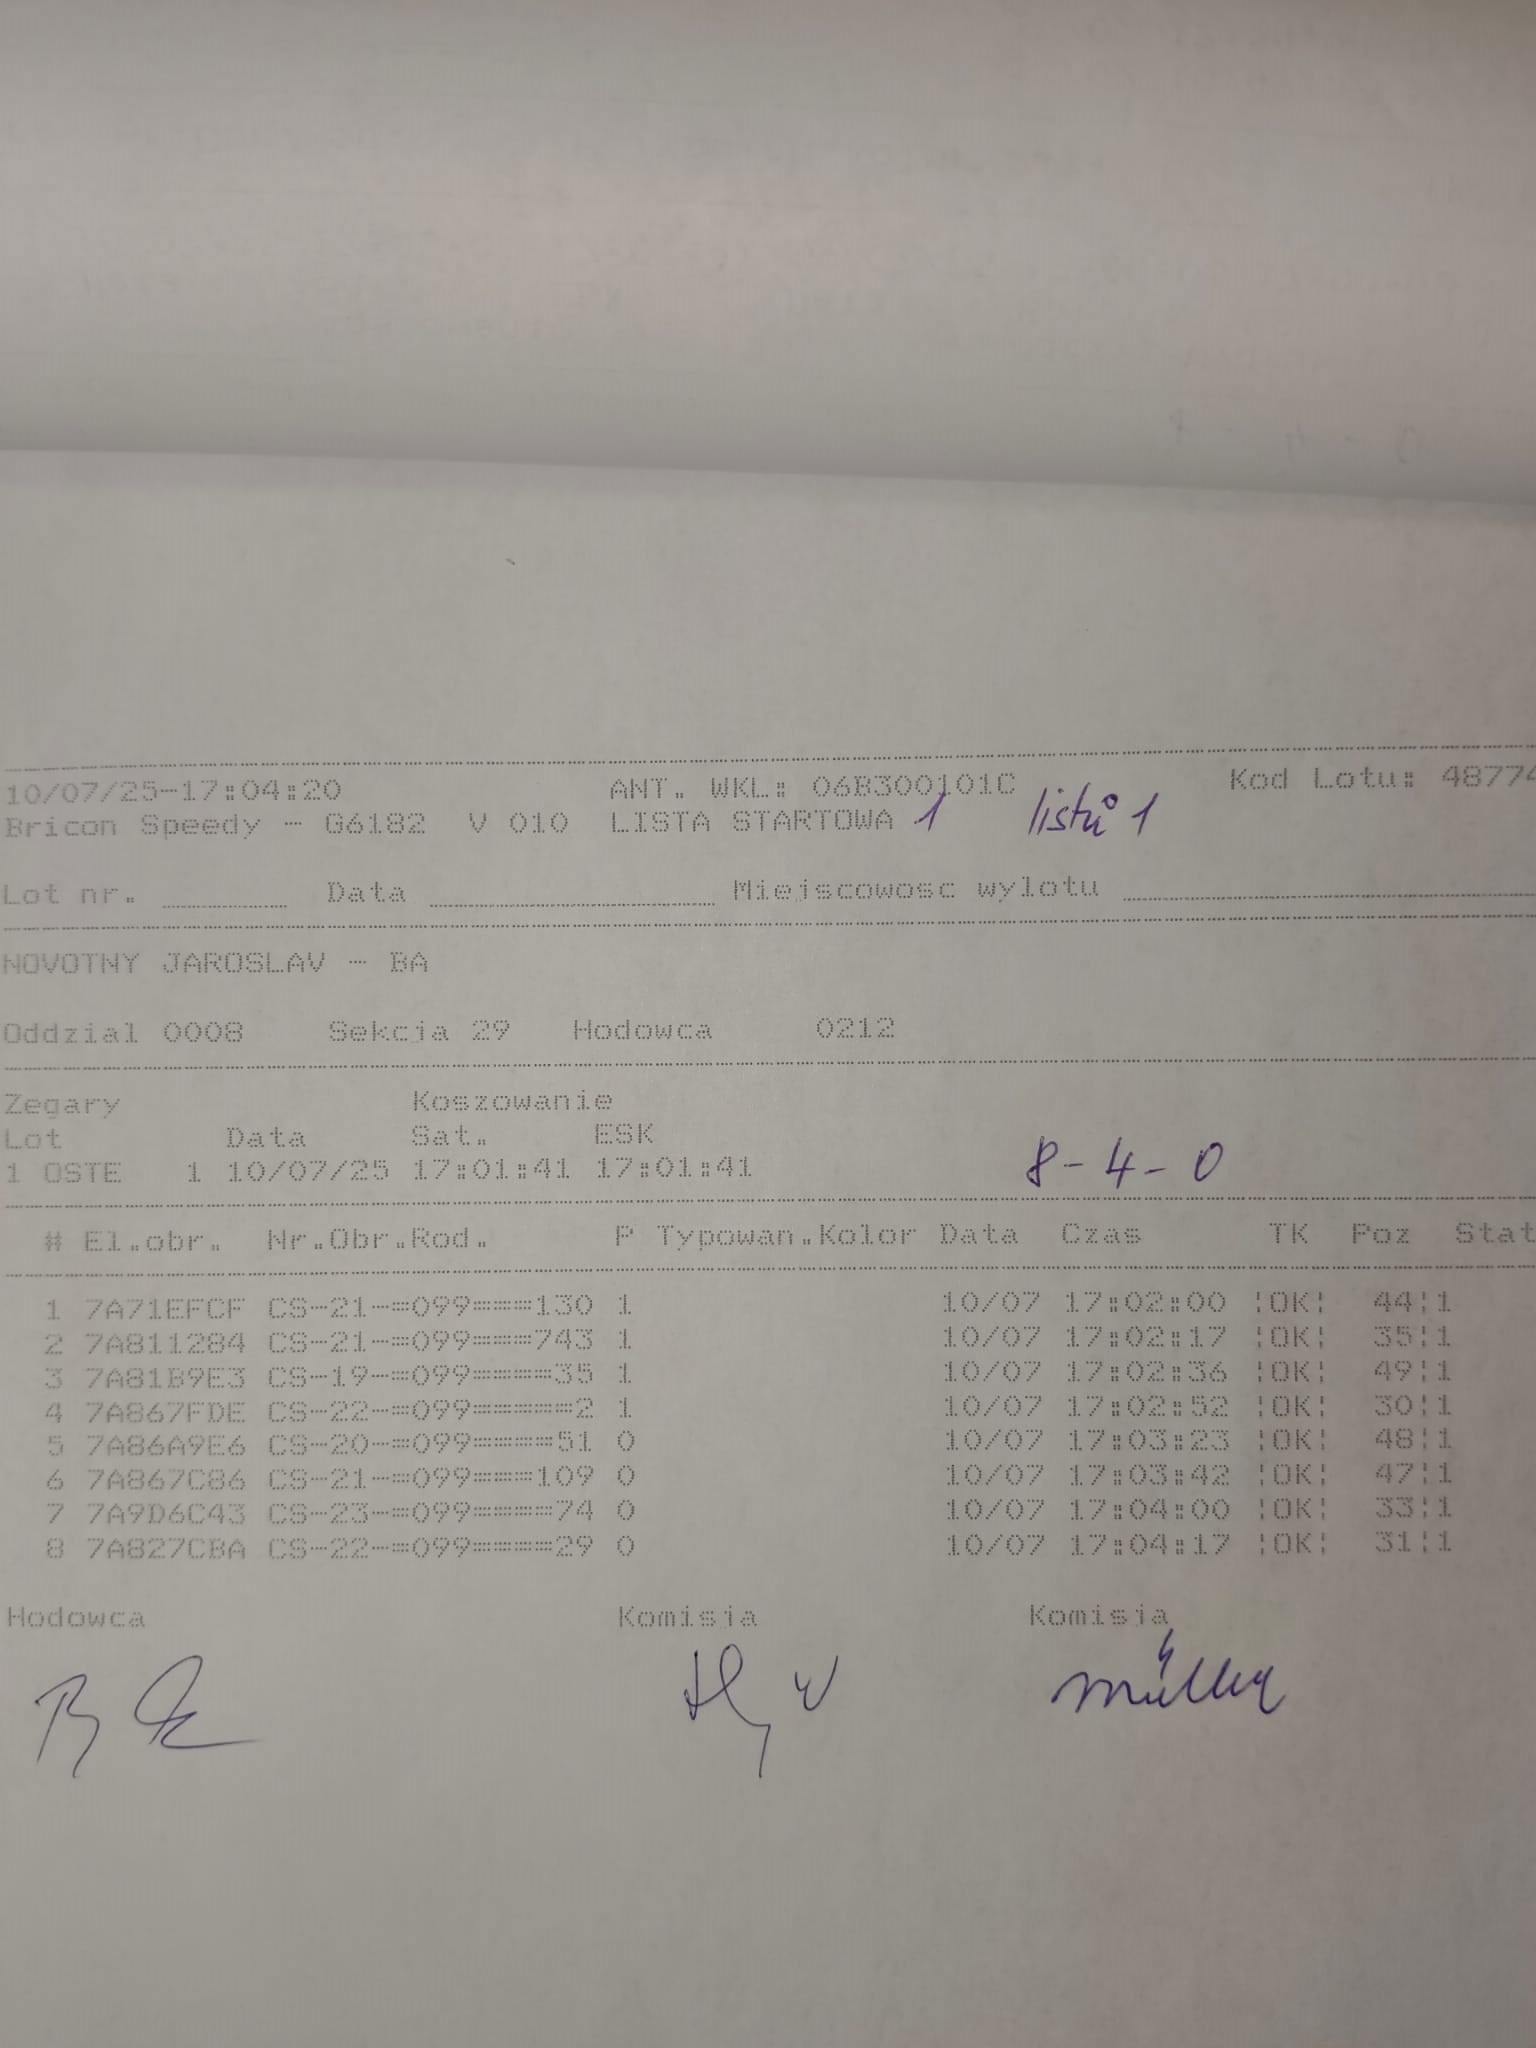 10/07/25-17:04:20 ANT. WKL: 06B300101C Kod Lotu: 48774
Bricon Speedy - G6182 V 010 LISTA STARTOWA 1 listů 1
Lot nr. Data Miejscowosc wylotu
NOVOTNY JAROSLAV - BA
Oddzial 0008 Sekcja 29 Hodowca 0212
Zegary Koszowanie
Lot Data Sat. ESK
1 OSTE 1 10/07/25 17:01:41 17:01:41 8-4-0
# El.obr. Nr.Obr.Rod. P Typowan.Kolor Data Czas TK Poz Stat
1 7A71EFCF CS-21-=099===130 1 10/07 17:02:00 ¦OK¦ 44¦1
2 7A811284 CS-21-=099===743 1 10/07 17:02:17 ¦OK¦ 35¦1
3 7A81B9E3 CS-19-=099====35 1 10/07 17:02:36 ¦OK¦ 49¦1
4 7A867FDE CS-22-=099=====2 1 10/07 17:02:52 ¦OK¦ 30¦1
5 7A86A9E6 CS-20-=099====51 0 10/07 17:03:23 ¦OK¦ 48¦1
6 7A867C86 CS-21-=099===109 0 10/07 17:03:42 ¦OK¦ 47¦1
7 7A9D6C43 CS-23-=099====74 0 10/07 17:04:00 ¦OK¦ 33¦1
8 7A827CBA CS-22-=099====29 0 10/07 17:04:17 ¦OK¦ 31¦1
Hodowca Komisja Komisja